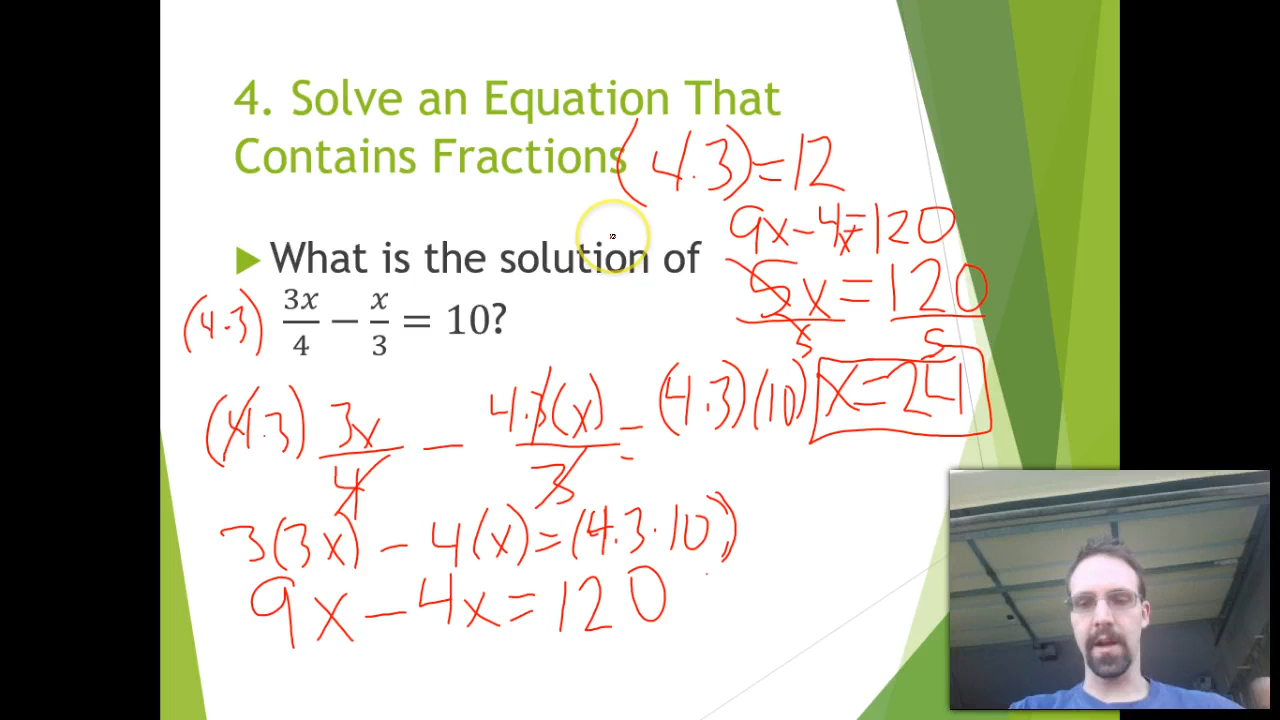 4. Solve an Equation That
Contains Fractions
(4.3)=12
What is the solution of
(4.3) 3x/4 − x/3 = 10?
9x-4x=120
5x=120
5 5
x=24
(4.3) 3x/4 - 4.3(x)/3 = (4.3)(10)
3(3x) - 4(x)=(4.3.10)
9x-4x=120